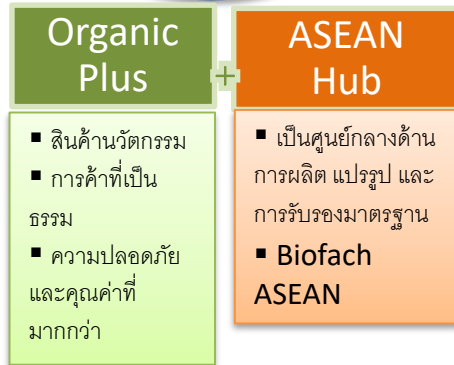 Organic
Plus
+
ASEAN
Hub
▪ สินค้านวัตกรรม
▪ การค้าที่เป็น
ธรรม
▪ ความปลอดภัย
และคุณค่าที่
มากกว่า
▪ เป็นศูนย์กลางด้าน
การผลิต แปรรูป และ
การรับรองมาตรฐาน
▪ Biofach
ASEAN